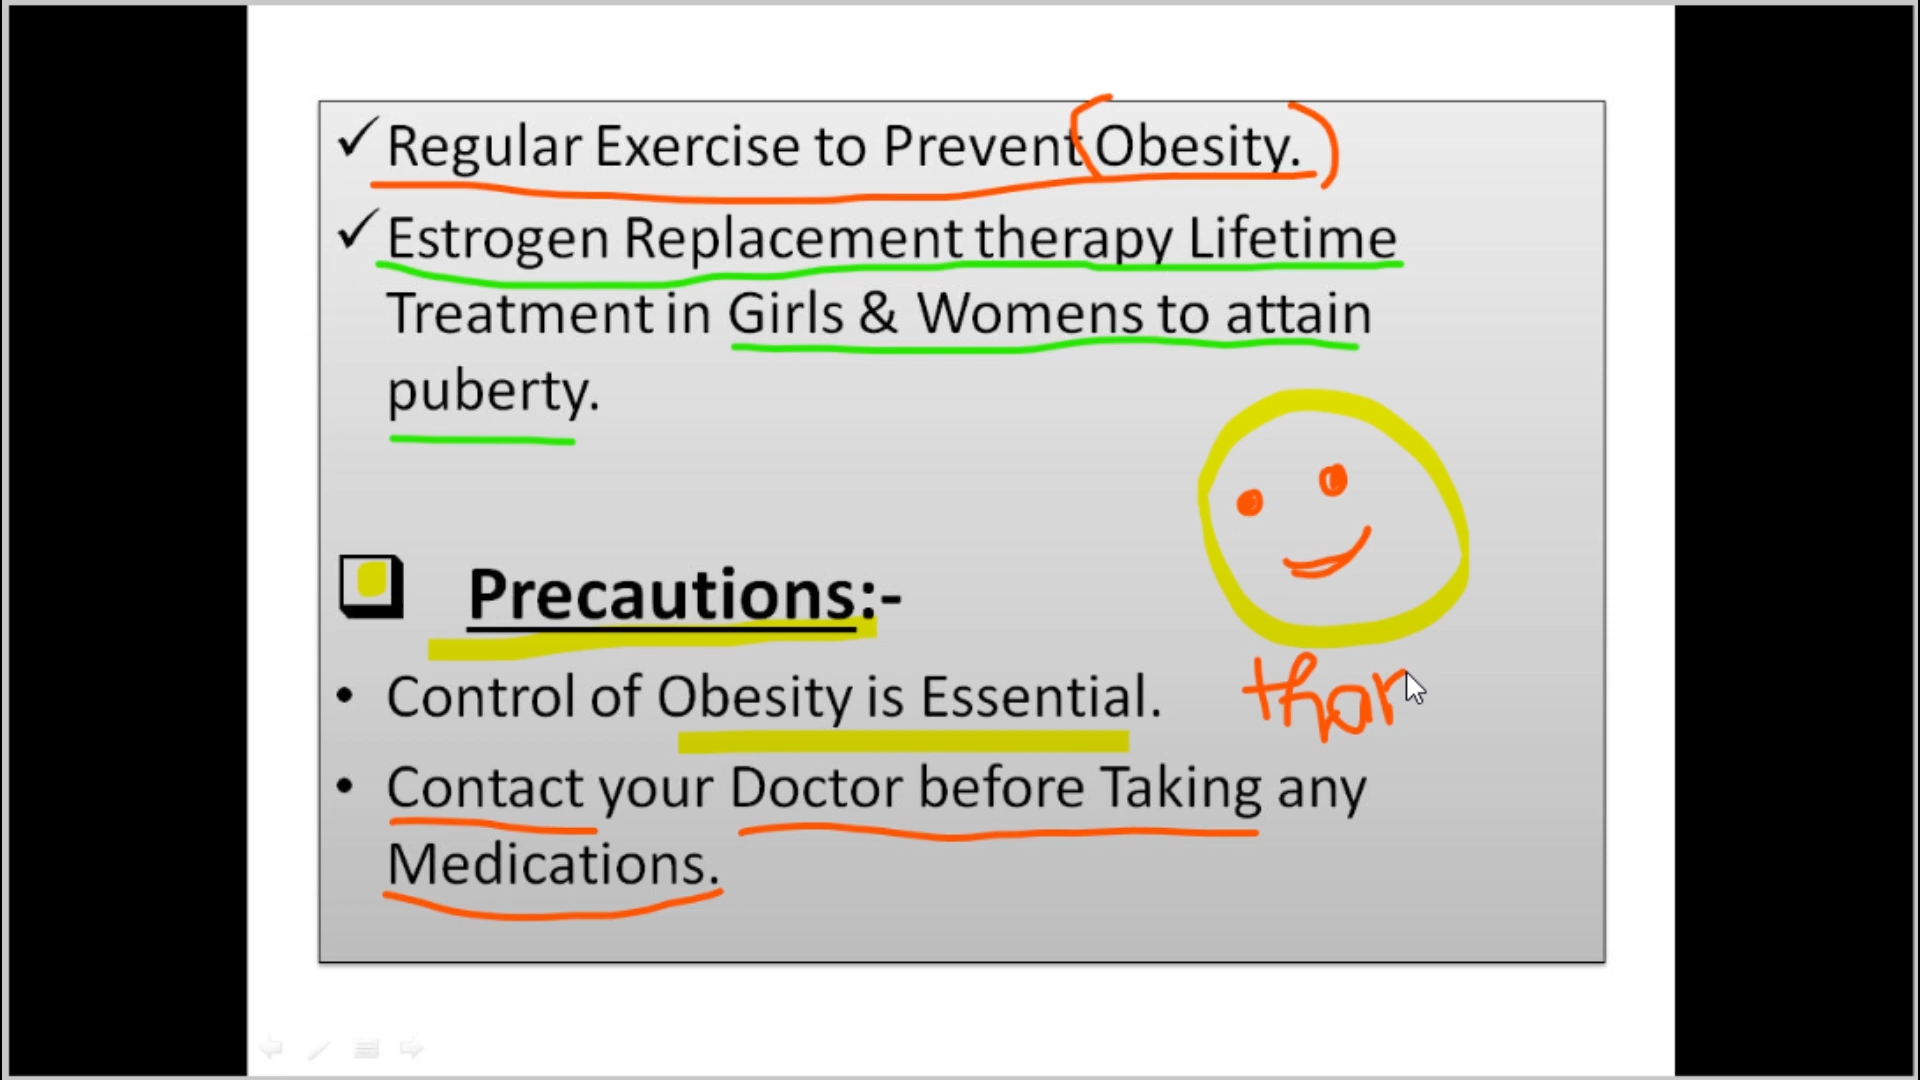 ✓ Regular Exercise to Prevent Obesity.
✓ Estrogen Replacement therapy Lifetime
Treatment in Girls & Womens to attain
puberty.
Precautions:-
• Control of Obesity is Essential.
thar
• Contact your Doctor before Taking any
Medications.